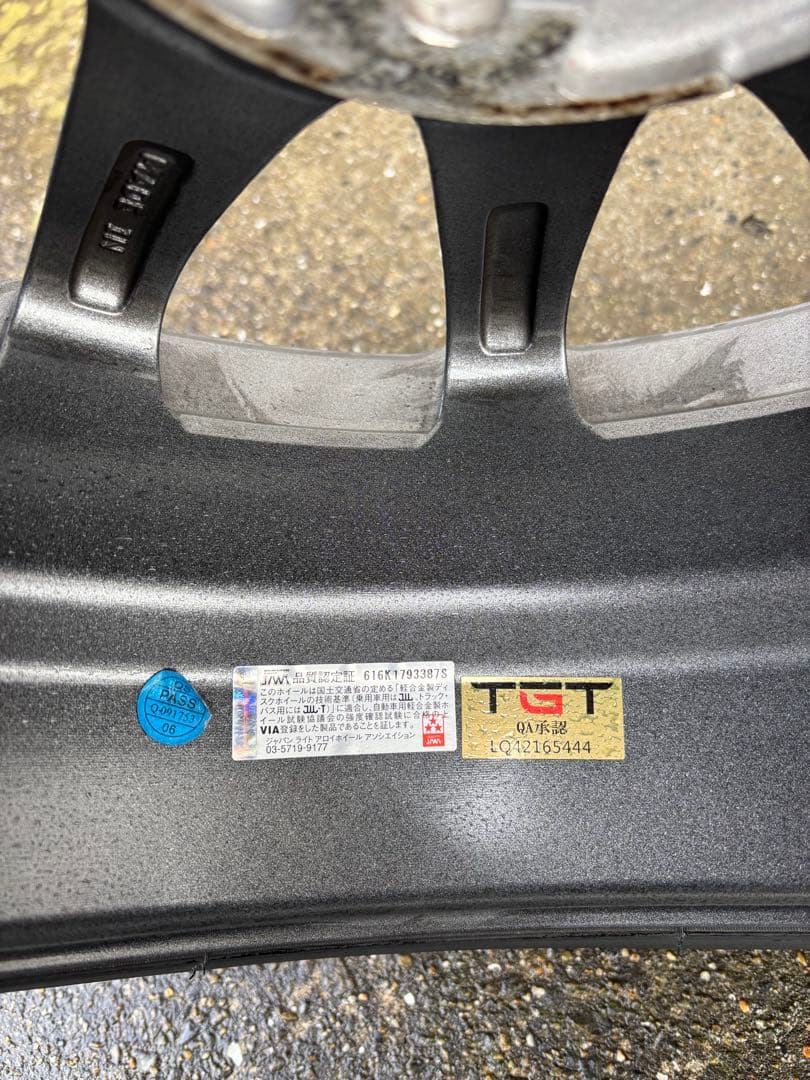 PASS
06
JAWA 品質認定証 616K1793387S
このホイールは国土交通省の定める「軽合金製ディ
スクホイールの技術基準(乗用車用はJWL、トラック・
バス用にはJWL-T)」に適合し、自動車用軽合金製ホ
イール試験協議会の強度確認試験に合格の上
VIA登録をした製品であることを証します。
ジャパン ライト アロイホイール アソシエイション
03-5719-9177
JAWA
TGT
QA承認
LQ42165444